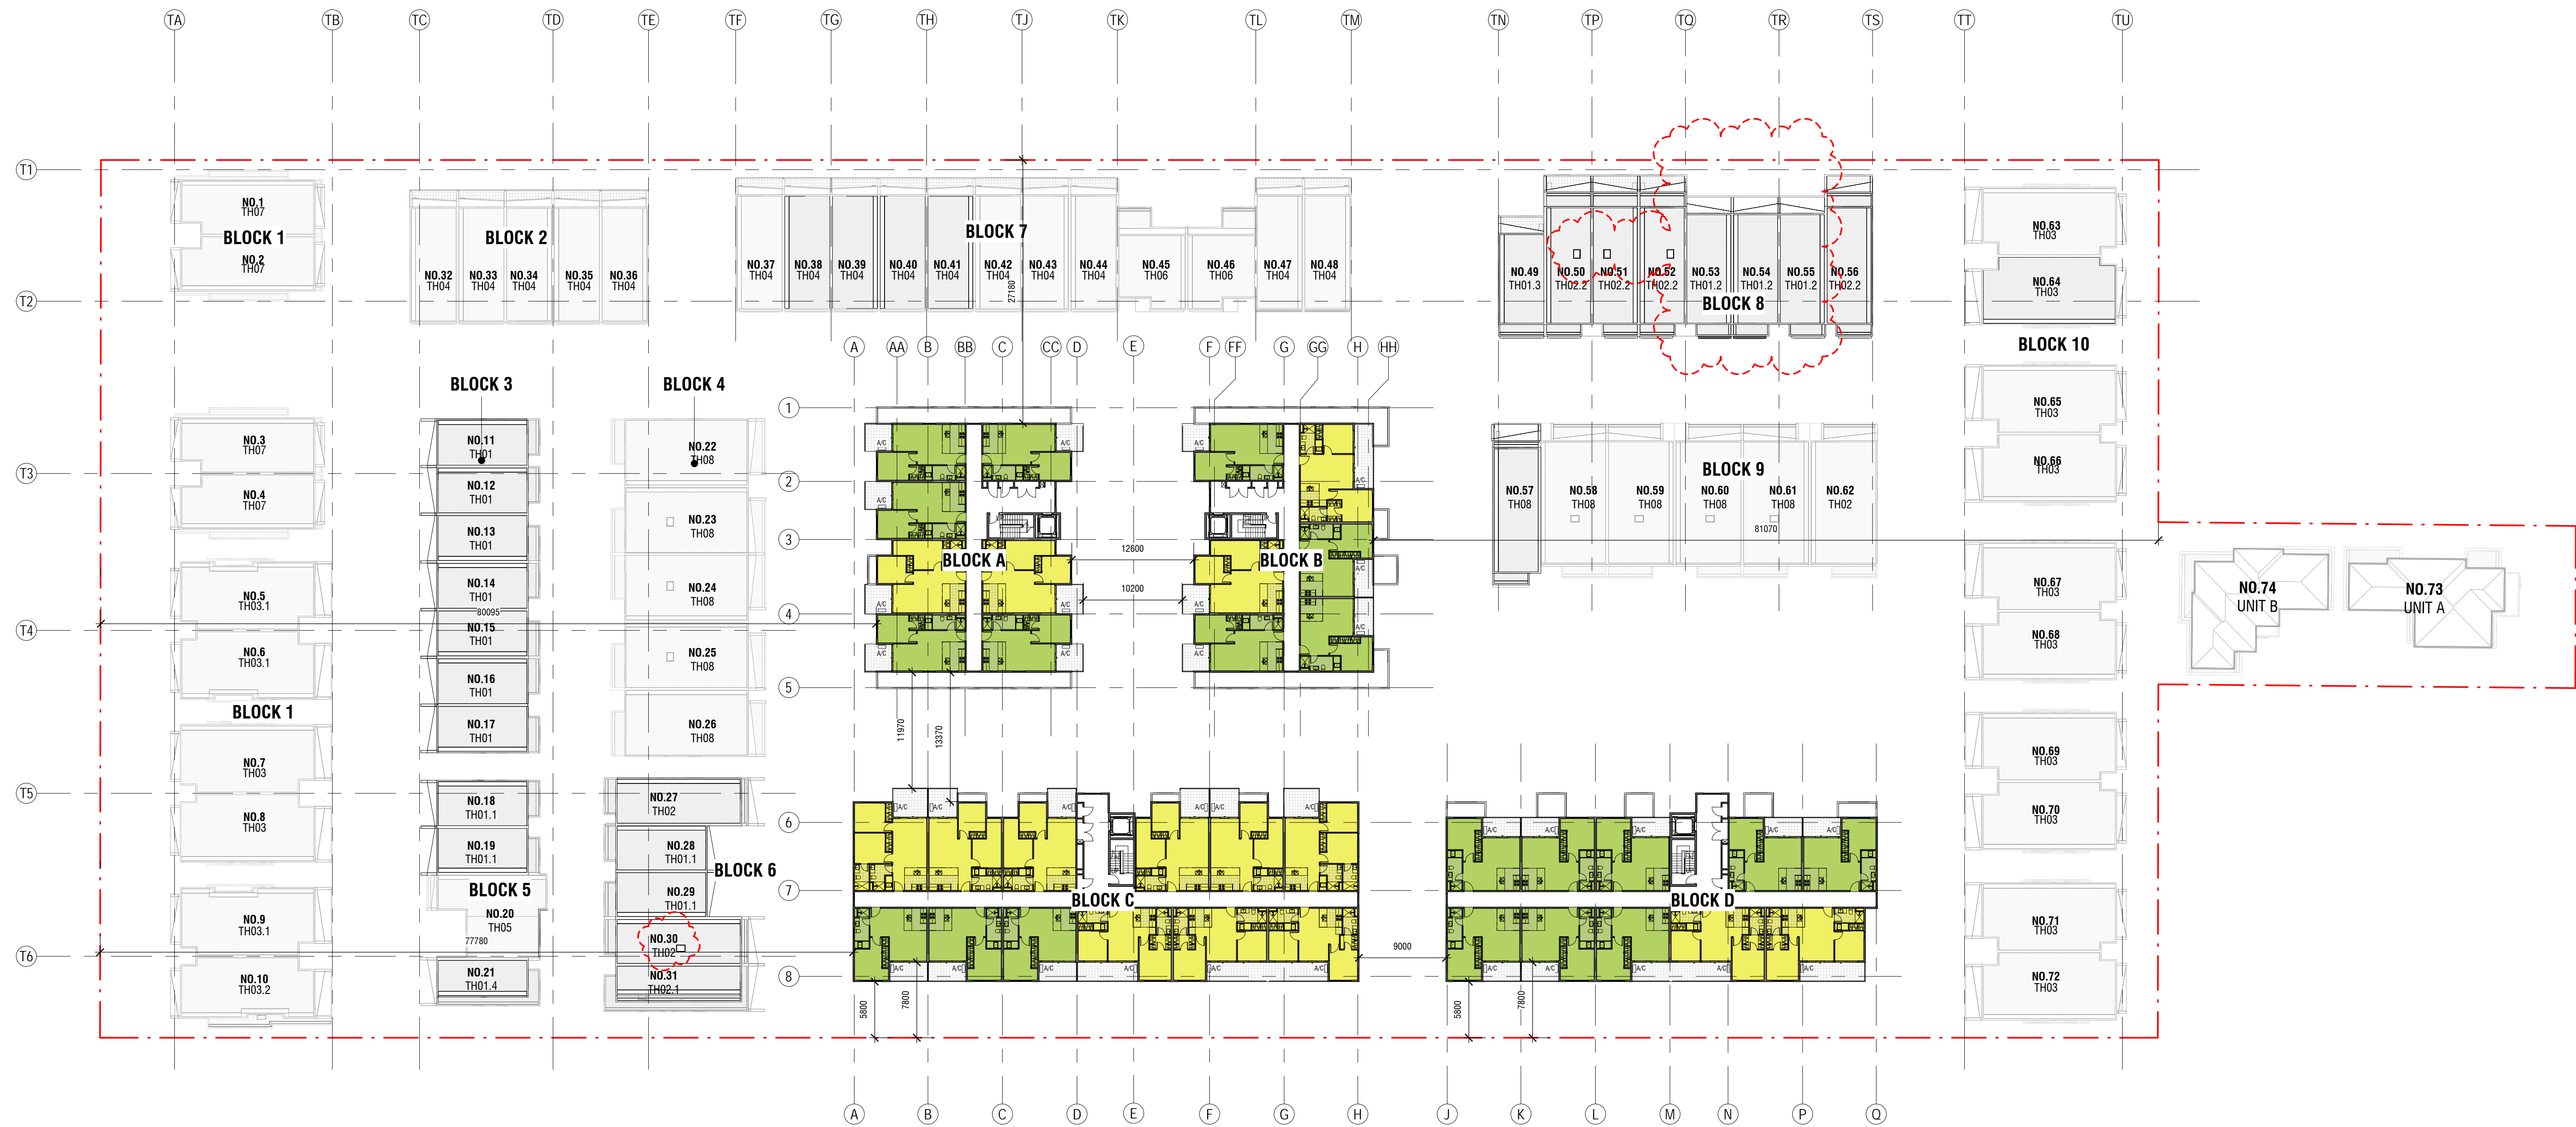 TA TB TC TD TE TF TG TH TJ TK TL TM TN TP TQ TR TS TT TU
T1
NO.1
TH07
BLOCK 1
NO.2
TH07
BLOCK 2
NO.32 NO.33 NO.34 NO.35 NO.36
TH04 TH04 TH04 TH04 TH04
BLOCK 7
NO.37 NO.38 NO.39 NO.40 NO.41 NO.42 NO.43 NO.44 NO.45 NO.46 NO.47 NO.48
TH04 TH04 TH04 TH04 TH04 TH04 TH04 TH04 TH06 TH06 TH04 TH04
27180
NO.49 NO.50 NO.51 NO.52 NO.53 NO.54 NO.55 NO.56
TH01.3 TH02.2 TH02.2 TH02.2 TH01.2 TH01.2 TH01.2 TH02.2
BLOCK 8
NO.63
TH03
NO.64
TH03
T2
BLOCK 10
A AA B BB C CC D E F FF G GG H HH
BLOCK 3
BLOCK 4
1
NO.3
TH07
NO.4
TH07
T3
NO.11
TH01
NO.12
TH01
NO.13
TH01
NO.14
TH01
80095
NO.15
TH01
NO.16
TH01
NO.17
TH01
NO.22
TH08
NO.23
TH08
NO.24
TH08
NO.25
TH08
NO.26
TH08
2
3
4
5
A/C A/C
A/C
A/C A/C
A/C A/C
BLOCK A
12600
10200
A/C
A/C
A/C
A/C
A/C
A/C
BLOCK B
BLOCK 9
NO.57 NO.58 NO.59 NO.60 NO.61 NO.62
TH08 TH08 TH08 TH08 TH08 TH02
81070
NO.65
TH03
NO.66
TH03
NO.67
TH03
NO.68
TH03
NO.74
UNIT B
NO.73
UNIT A
NO.5
TH03.1
T4
NO.6
TH03.1
BLOCK 1
NO.7
TH03
T5
NO.8
TH03
NO.9
TH03.1
T6
NO.10
TH03.2
NO.18
TH01.1
NO.19
TH01.1
BLOCK 5
NO.20
TH05
77780
NO.21
TH01.4
NO.27
TH02
NO.28
TH01.1
BLOCK 6
NO.29
TH01.1
NO.30
TH02
NO.31
TH02.1
11970
13370
6
7
8
A/C A/C A/C A/C A/C A/C
BLOCK C
A/C A/C A/C A/C A/C A/C
5800
7800
9000
A/C A/C A/C A/C A/C
BLOCK D
A/C A/C A/C A/C A/C
5800
7800
NO.69
TH03
NO.70
TH03
NO.71
TH03
NO.72
TH03
A B C D E F G H J K L M N P Q